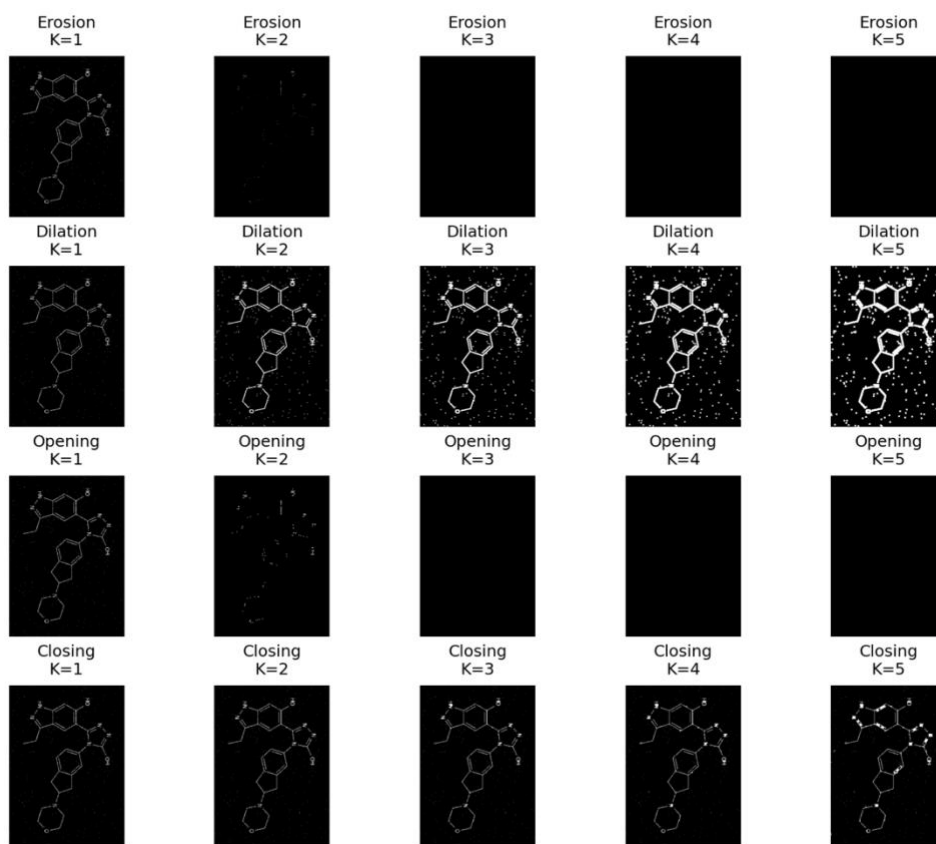 Erosion Erosion Erosion Erosion Erosion
K=1 K=2 K=3 K=4 K=5
Dilation Dilation Dilation Dilation Dilation
K=1 K=2 K=3 K=4 K=5
Opening Opening Opening Opening Opening
K=1 K=2 K=3 K=4 K=5
Closing Closing Closing Closing Closing
K=1 K=2 K=3 K=4 K=5